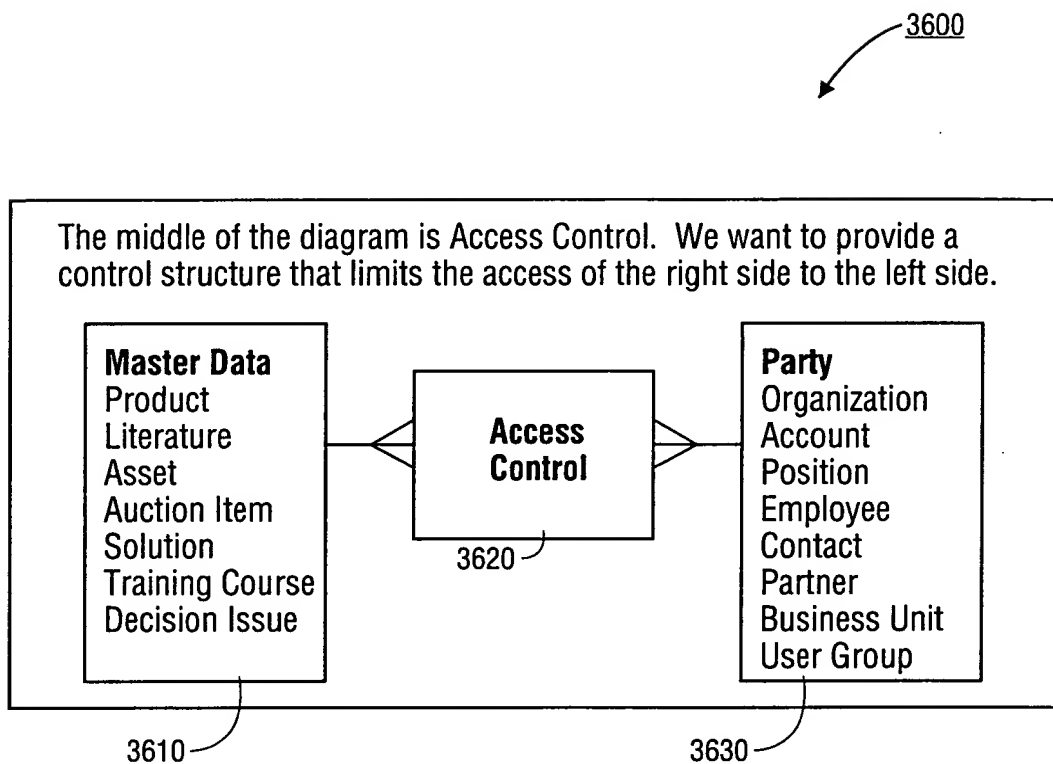 3600
The middle of the diagram is Access Control. We want to provide a
control structure that limits the access of the right side to the left side.
Master Data
Product
Literature
Asset
Auction Item
Solution
Training Course
Decision Issue
Access
Control
Party
Organization
Account
Position
Employee
Contact
Partner
Business Unit
User Group
3620
3610
3630